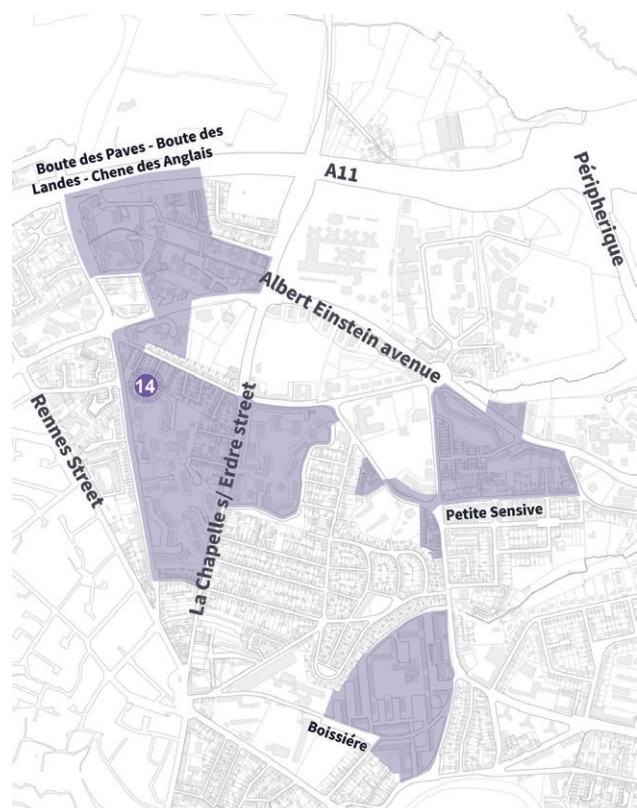 Boute des Paves - Boute des
Landes - Chene des Anglais
A11
Péripherique
Albert Einstein avenue
14
Rennes Street
La Chapelle s/ Erdre street
Petite Sensive
Boissiére